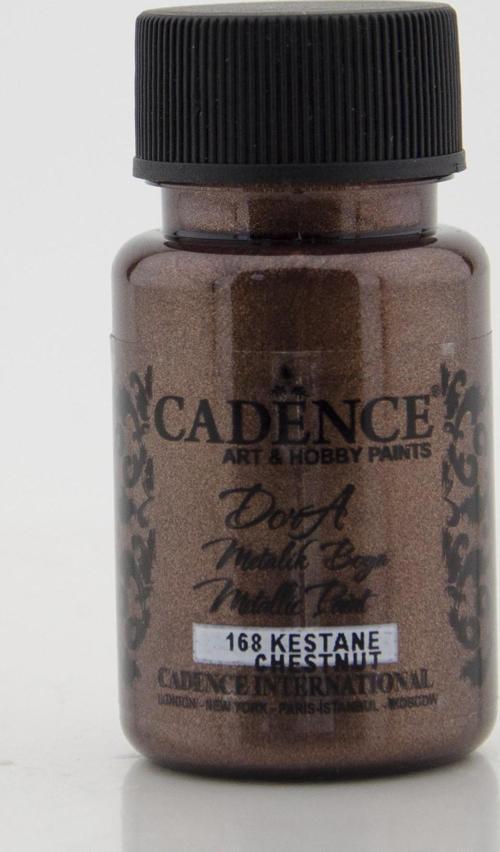 CADENCE®
ART & HOBBY PAINTS
DorA
Metalik Boya
Metallic Paint
168 KESTANE
CHESTNUT
CADENCE INTERNATIONAL
LONDON - NEW YORK - PARIS - İSTANBUL - MOSCOW